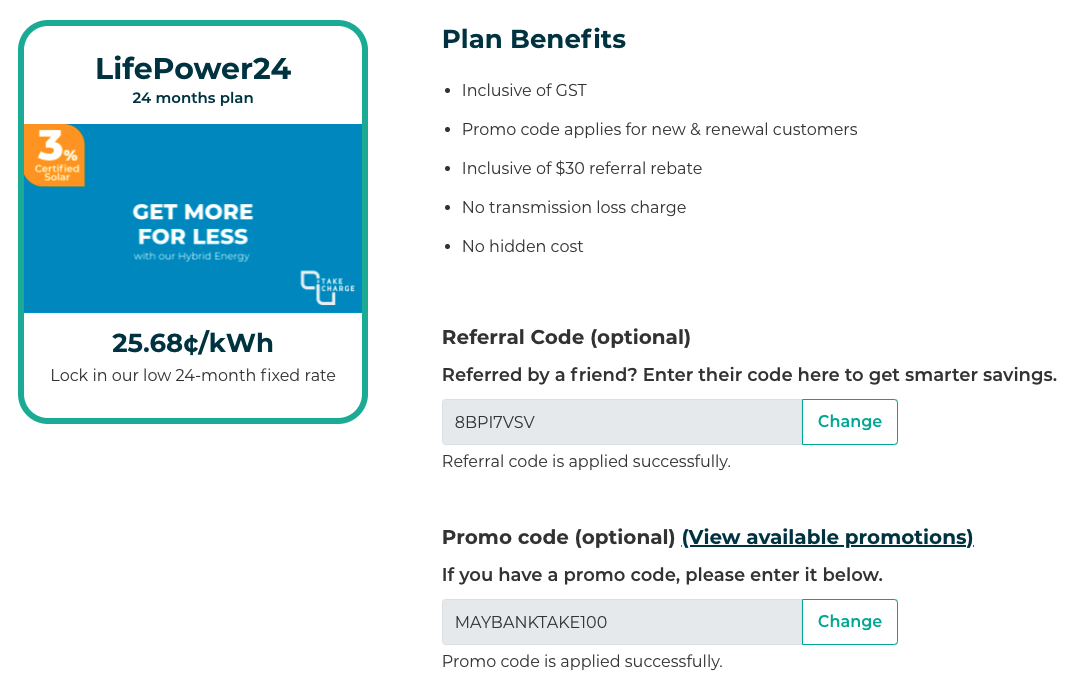 LifePower24
24 months plan
3%
Certified
Solar
GET MORE
FOR LESS
with our Hybrid Energy
TAKE
CHARGE
25.68¢/kWh
Lock in our low 24-month fixed rate
Plan Benefits
• Inclusive of GST
• Promo code applies for new & renewal customers
• Inclusive of $30 referral rebate
• No transmission loss charge
• No hidden cost
Referral Code (optional)
Referred by a friend? Enter their code here to get smarter savings.
8BPI7VSV
Change
Referral code is applied successfully.
Promo code (optional) (View available promotions)
If you have a promo code, please enter it below.
MAYBANKTAKE100
Change
Promo code is applied successfully.